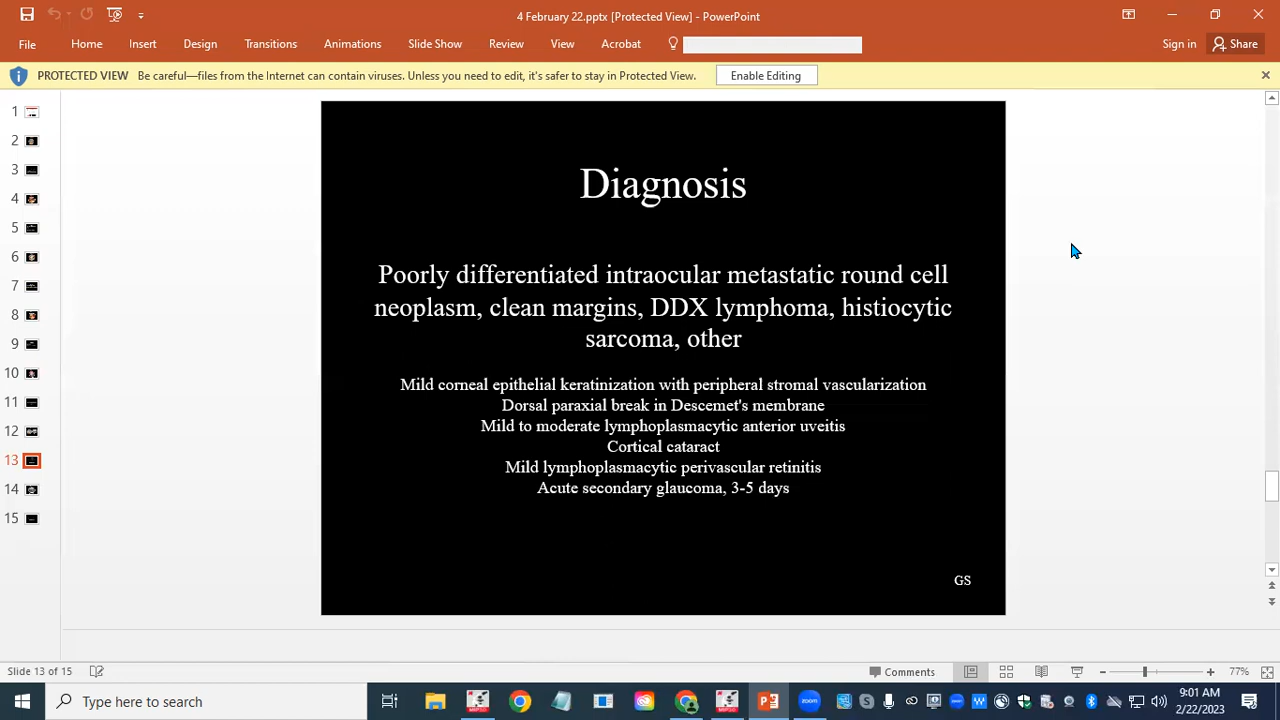 4 February 22.pptx [Protected View] - PowerPoint
File Home Insert Design Transitions Animations Slide Show Review View Acrobat Sign in Share
PROTECTED VIEW Be careful—files from the Internet can contain viruses. Unless you need to edit, it's safer to stay in Protected View. Enable Editing
1
2
3
4
5
6
7
8
9
10
11
12
13
14
15
Diagnosis
Poorly differentiated intraocular metastatic round cell
neoplasm, clean margins, DDX lymphoma, histiocytic
sarcoma, other
Mild corneal epithelial keratinization with peripheral stromal vascularization
Dorsal paraxial break in Descemet's membrane
Mild to moderate lymphoplasmacytic anterior uveitis
Cortical cataract
Mild lymphoplasmacytic perivascular retinitis
Acute secondary glaucoma, 3-5 days
GS
Slide 13 of 15 Comments 77%
Type here to search
9:01 AM
2/22/2023